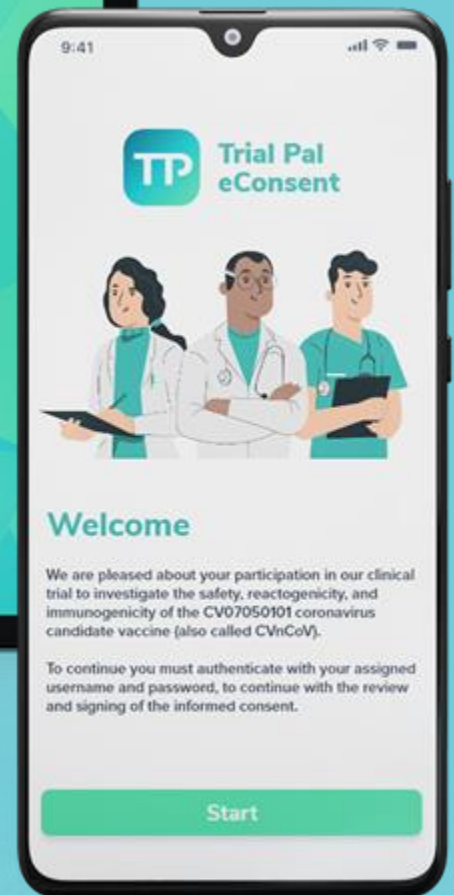 9:41
TP
Trial Pal
eConsent
Welcome
We are pleased about your participation in our clinical
trial to investigate the safety, reactogenicity, and
immunogenicity of the CV07050101 coronavirus
candidate vaccine (also called CVnCoV).
To continue you must authenticate with your assigned
username and password, to continue with the review
and signing of the informed consent.
Start